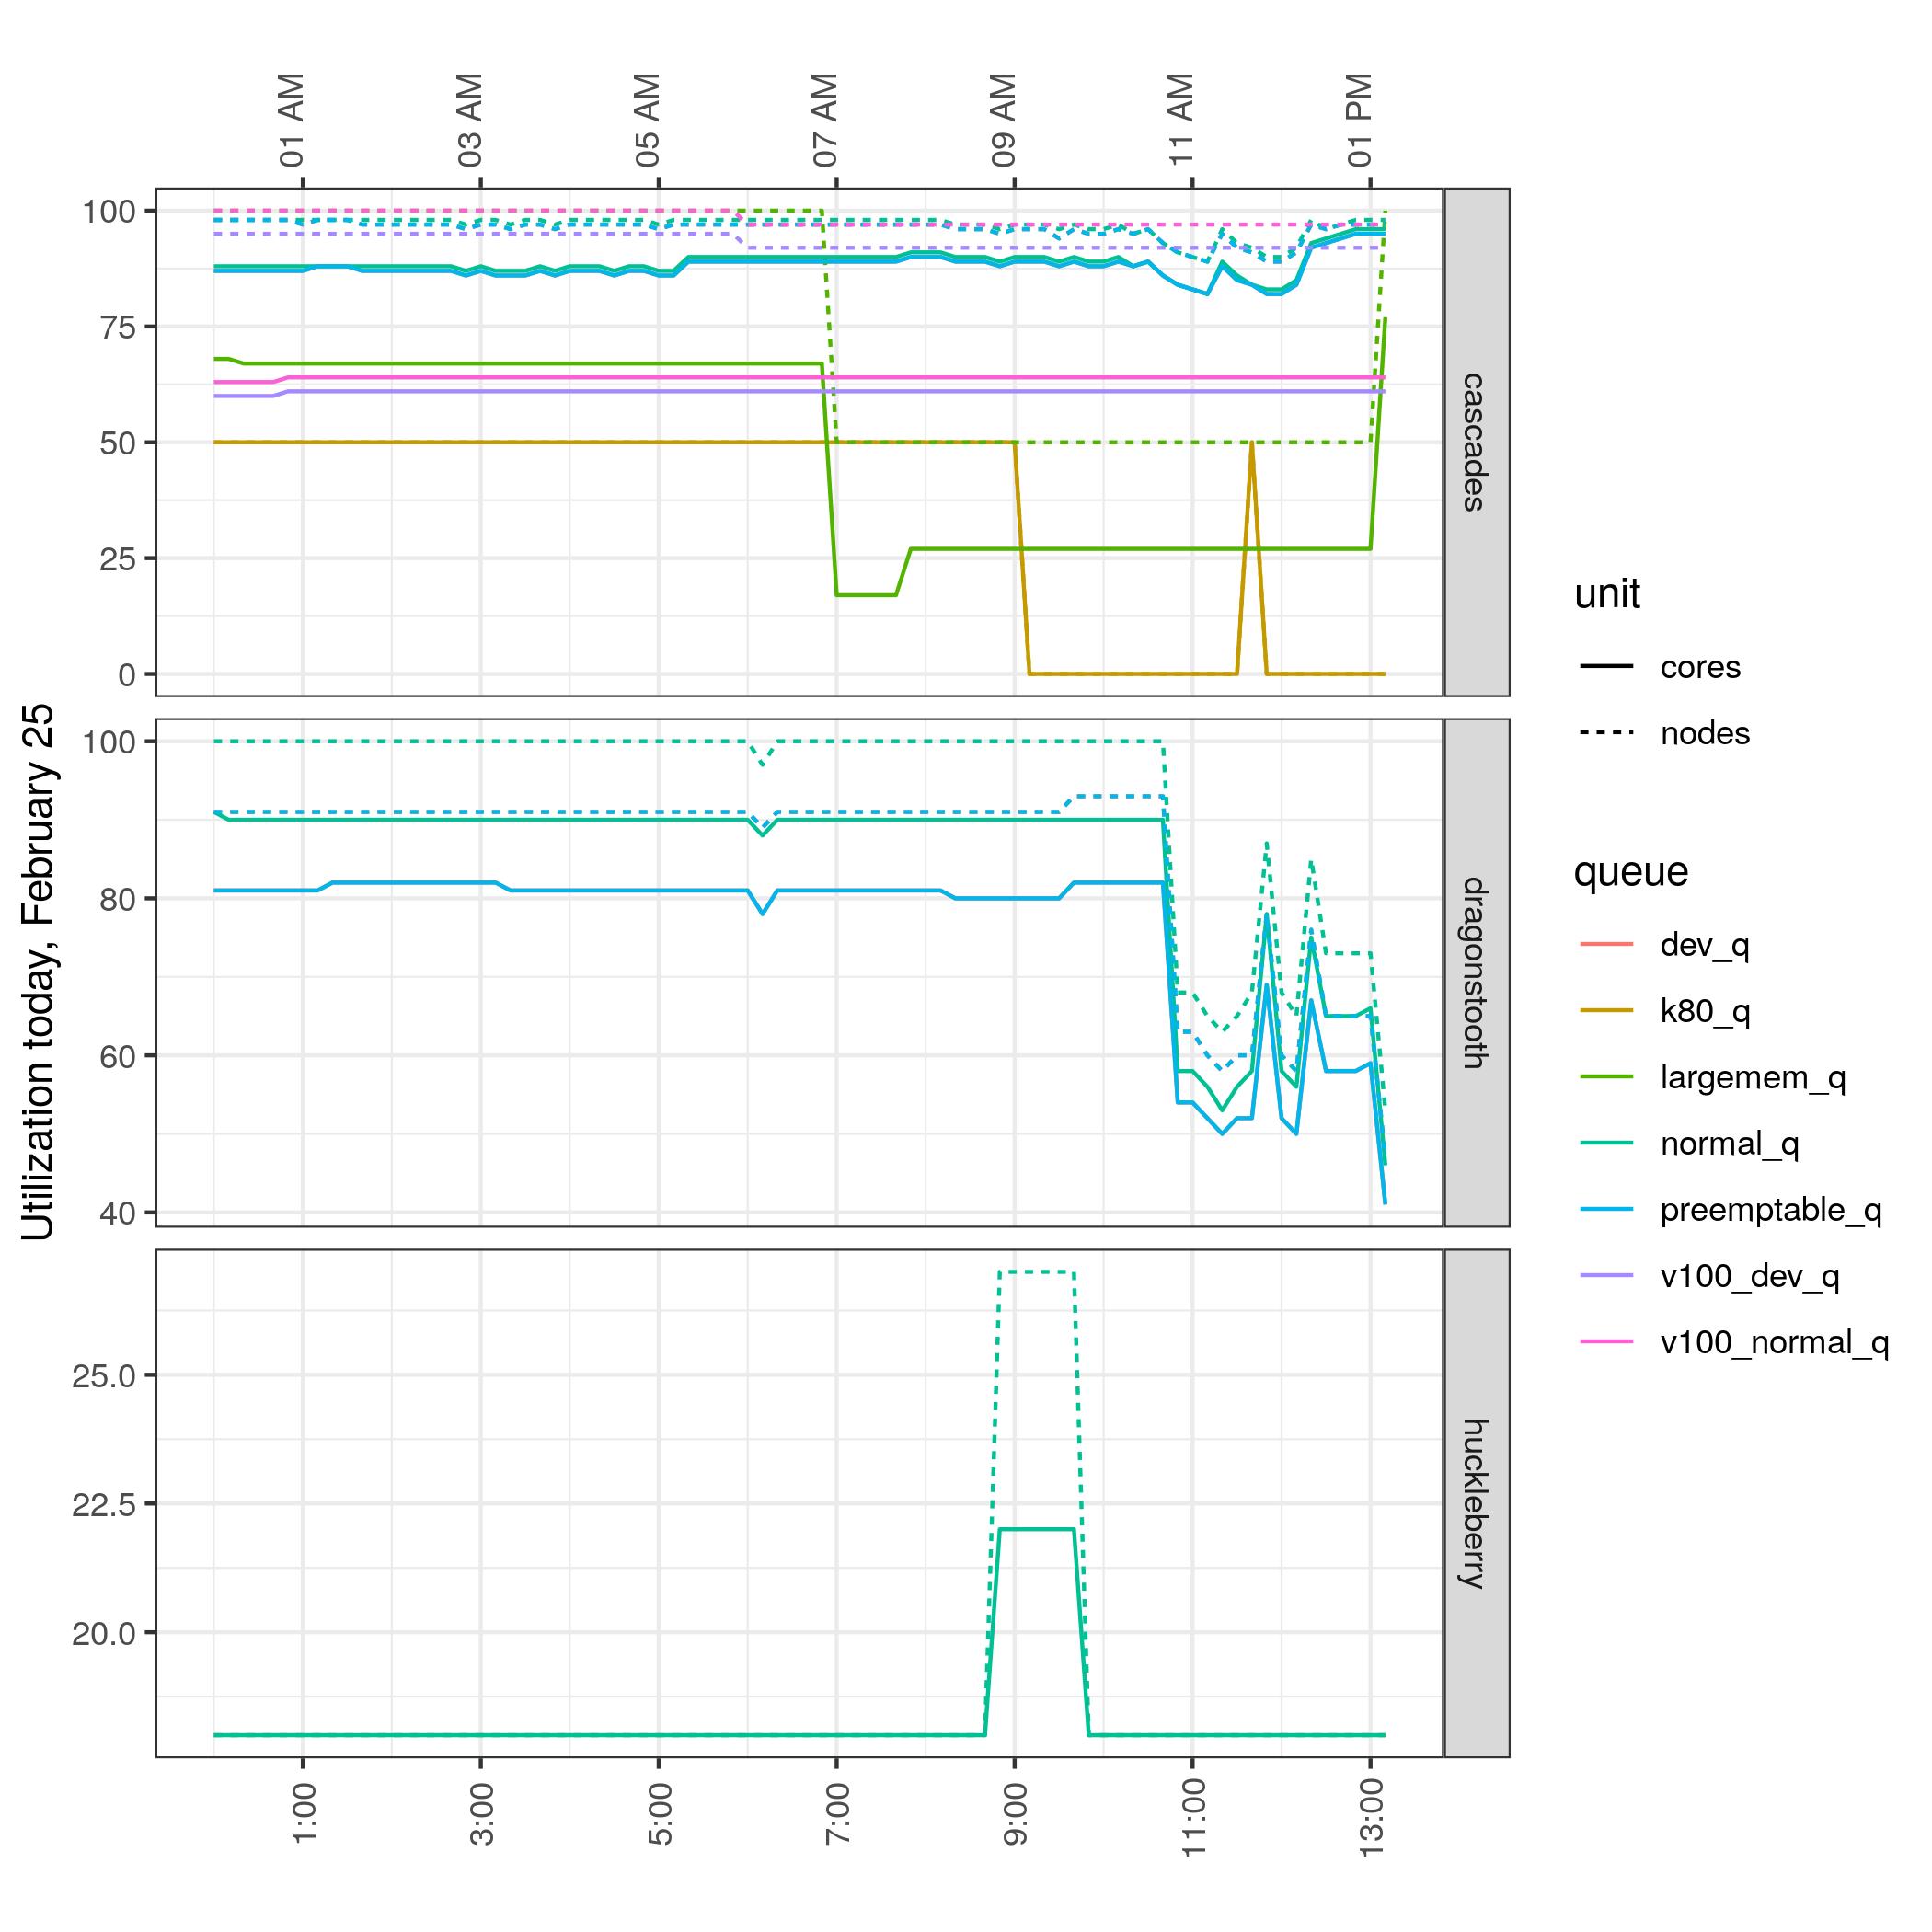 01 AM
03 AM
05 AM
07 AM
09 AM
11 AM
01 PM
Utilization today, February 25
100
75
50
25
0
cascades
100
80
60
40
dragonstooth
25.0
22.5
20.0
huckleberry
1:00
3:00
5:00
7:00
9:00
11:00
13:00
unit
cores
nodes
queue
dev_q
k80_q
largemem_q
normal_q
preemptable_q
v100_dev_q
v100_normal_q